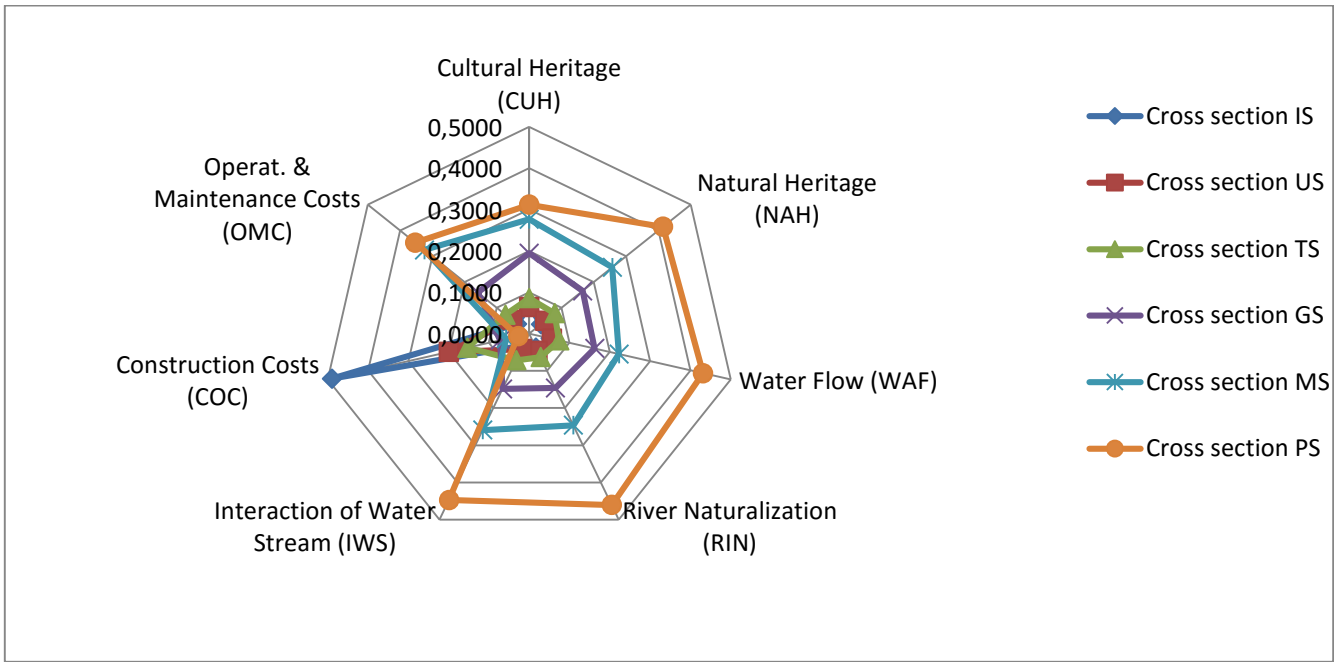 Cultural Heritage
(CUH)
0,5000
0,4000
0,3000
0,2000
0,1000
0,0000
Natural Heritage
(NAH)
Water Flow (WAF)
River Naturalization
(RIN)
Interaction of Water
Stream (IWS)
Construction Costs
(COC)
Operat. &
Maintenance Costs
(OMC)
Cross section IS
Cross section US
Cross section TS
Cross section GS
Cross section MS
Cross section PS